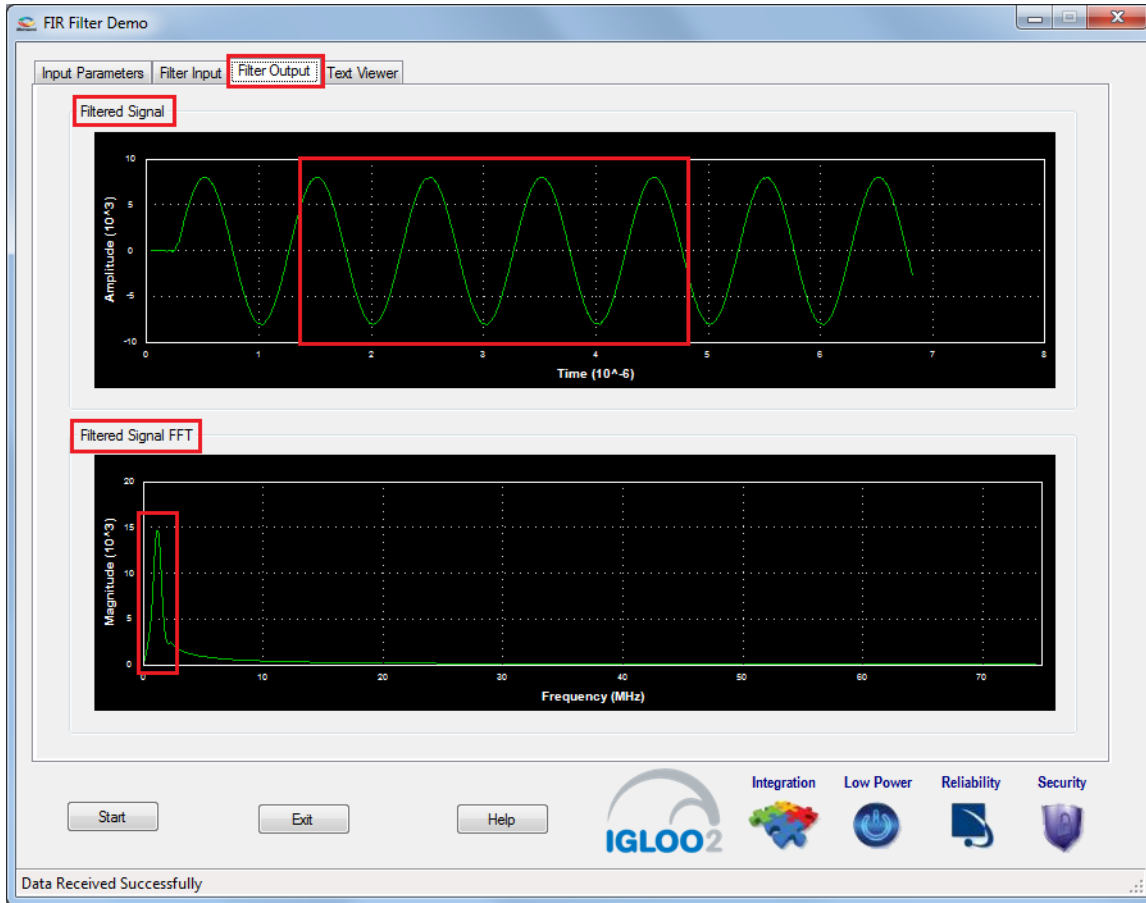 FIR Filter Demo
Input Parameters Filter Input Filter Output Text Viewer
Filtered Signal
Amplitude (10^3)
10
5
0
-5
-10
0 1 2 3 4 5 6 7 8
Time (10^-6)
Filtered Signal FFT
Magnitude (10^3)
20
15
10
5
0
0 10 20 30 40 50 60 70
Frequency (MHz)
Start Exit Help
IGLOO2
Integration Low Power Reliability Security
Data Received Successfully